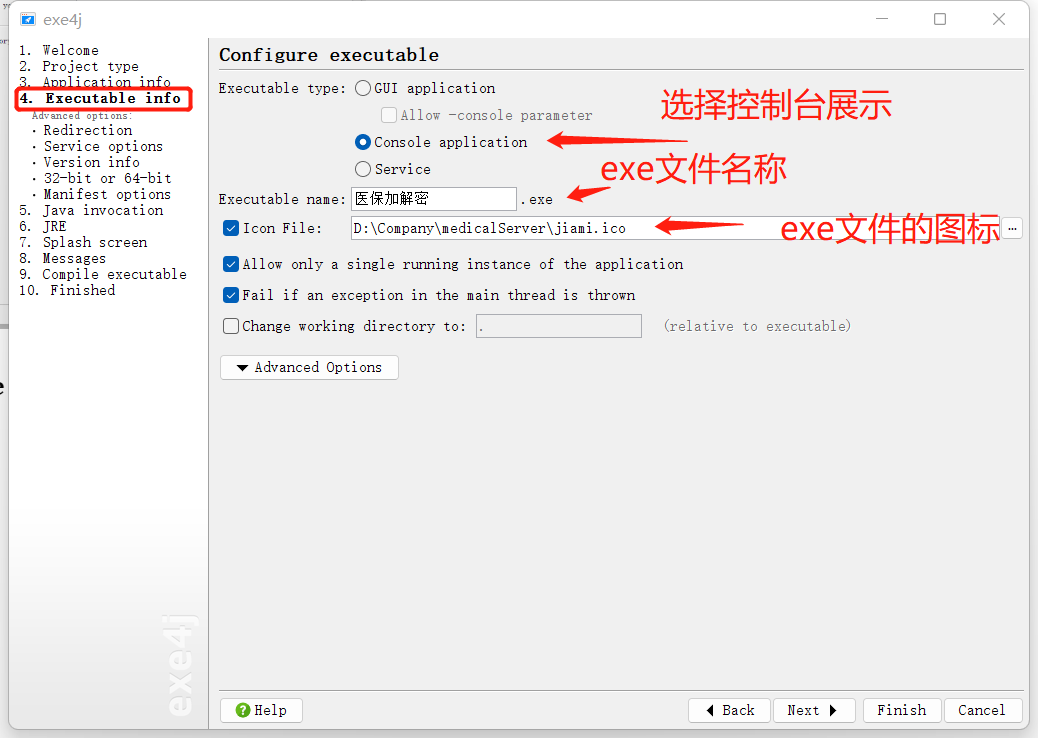 exe4j
1. Welcome
2. Project type
3. Application info
4. Executable info
Advanced options:
· Redirection
· Service options
· Version info
· 32-bit or 64-bit
· Manifest options
5. Java invocation
6. JRE
7. Splash screen
8. Messages
9. Compile executable
10. Finished
exe4j
Configure executable
Executable type: GUI application
Allow -console parameter
选择控制台展示
Console application
Service
exe文件名称
Executable name: 医保加解密 .exe
Icon File: D:\Company\medicalServer\jiami.ico exe文件的图标 ...
Allow only a single running instance of the application
Fail if an exception in the main thread is thrown
Change working directory to: . (relative to executable)
Advanced Options
Help Back Next Finish Cancel